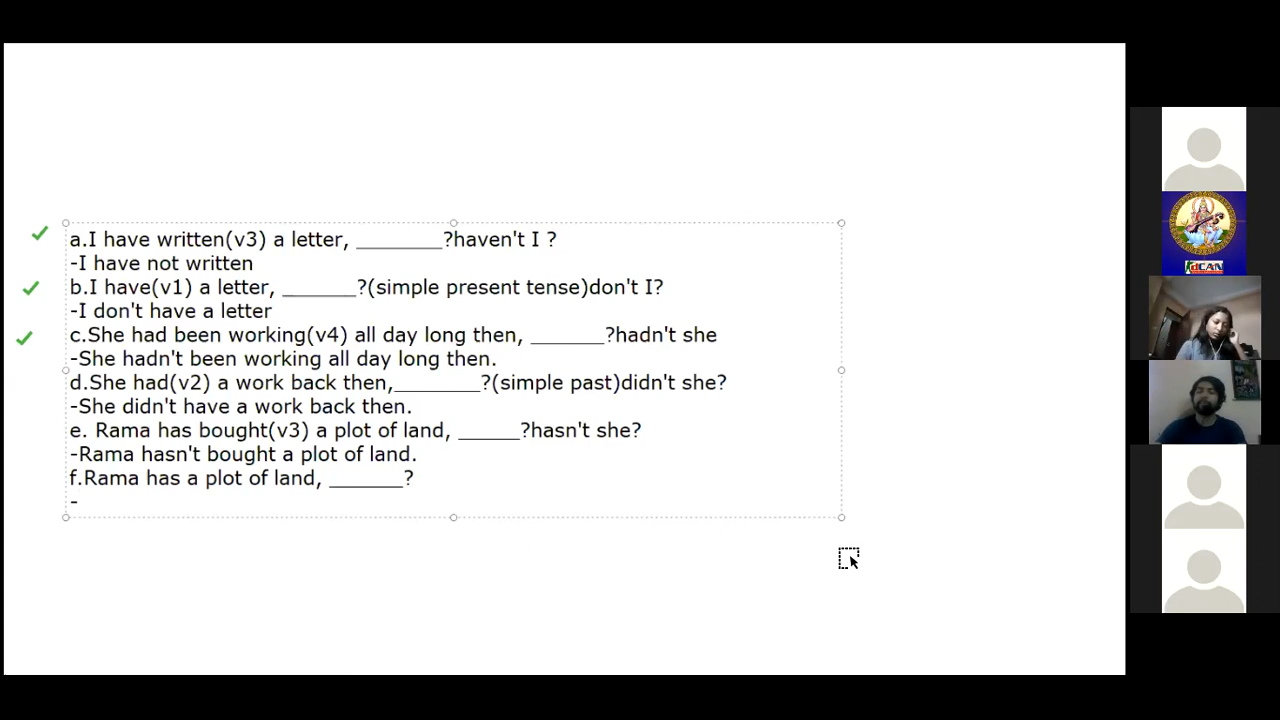 a.I have written(v3) a letter, ________?haven't I ?
-I have not written
b.I have(v1) a letter, _______?(simple present tense)don't I?
-I don't have a letter
c.She had been working(v4) all day long then, _______?hadn't she
-She hadn't been working all day long then.
d.She had(v2) a work back then,________?(simple past)didn't she?
-She didn't have a work back then.
e. Rama has bought(v3) a plot of land, ______?hasn't she?
-Rama hasn't bought a plot of land.
f.Rama has a plot of land, _______?
-
dCAN